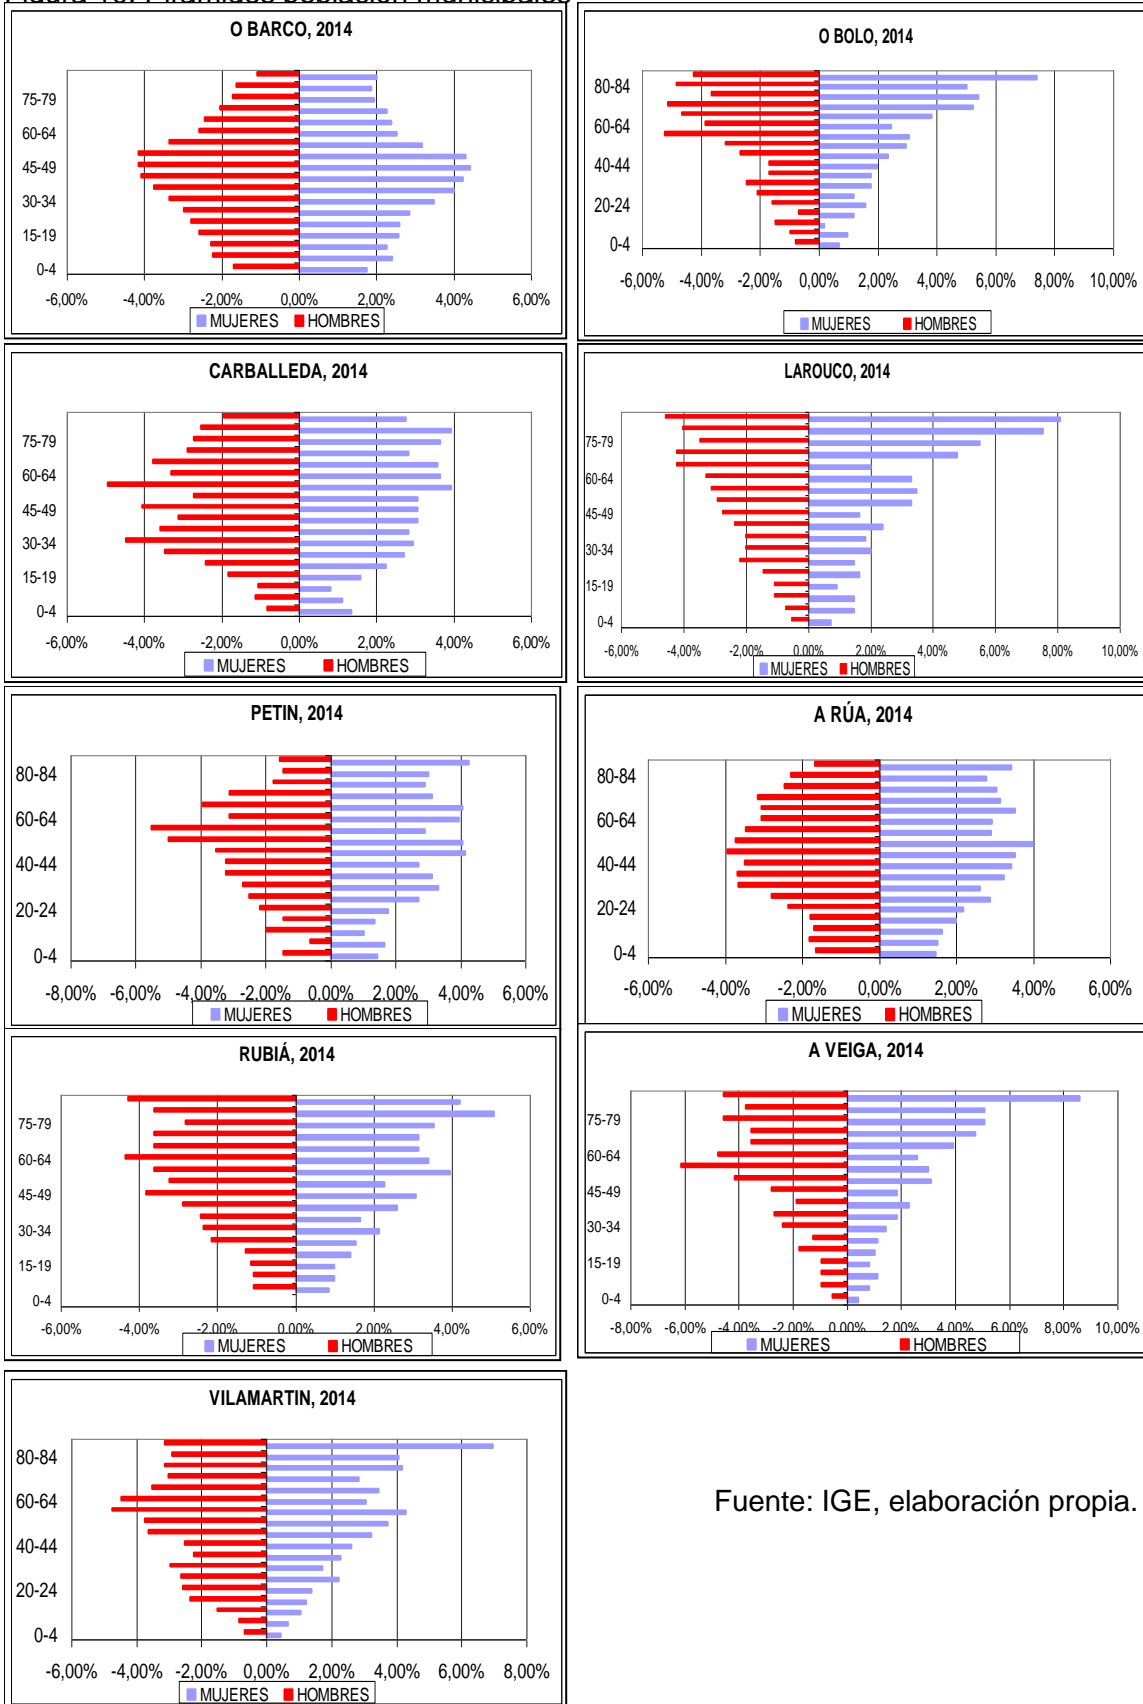 O BARCO, 2014
75-79
60-64
45-49
30-34
15-19
0-4
-6,00% -4,00% -2,00% 0,00% 2,00% 4,00% 6,00%
MUJERES HOMBRES
O BOLO, 2014
80-84
60-64
40-44
20-24
0-4
-6,00% -4,00% -2,00% 0,00% 2,00% 4,00% 6,00% 8,00% 10,00%
MUJERES HOMBRES
CARBALLEDA, 2014
75-79
60-64
45-49
30-34
15-19
0-4
-6,00% -4,00% -2,00% 0,00% 2,00% 4,00% 6,00%
MUJERES HOMBRES
LAROUCO, 2014
75-79
60-64
45-49
30-34
15-19
0-4
-6,00% -4,00% -2,00% 0,00% 2,00% 4,00% 6,00% 8,00% 10,00%
MUJERES HOMBRES
PETIN, 2014
80-84
60-64
40-44
20-24
0-4
-8,00% -6,00% -4,00% -2,00% 0,00% 2,00% 4,00% 6,00%
MUJERES HOMBRES
A RÚA, 2014
80-84
60-64
40-44
20-24
0-4
-6,00% -4,00% -2,00% 0,00% 2,00% 4,00% 6,00%
MUJERES HOMBRES
RUBIÁ, 2014
75-79
60-64
45-49
30-34
15-19
0-4
-6,00% -4,00% -2,00% 0,00% 2,00% 4,00% 6,00%
MUJERES HOMBRES
A VEIGA, 2014
75-79
60-64
45-49
30-34
15-19
0-4
-8,00% -6,00% -4,00% -2,00% 0,00% 2,00% 4,00% 6,00% 8,00% 10,00%
MUJERES HOMBRES
VILAMARTIN, 2014
80-84
60-64
40-44
20-24
0-4
-6,00% -4,00% -2,00% 0,00% 2,00% 4,00% 6,00% 8,00%
MUJERES HOMBRES
Fuente: IGE, elaboración propia.